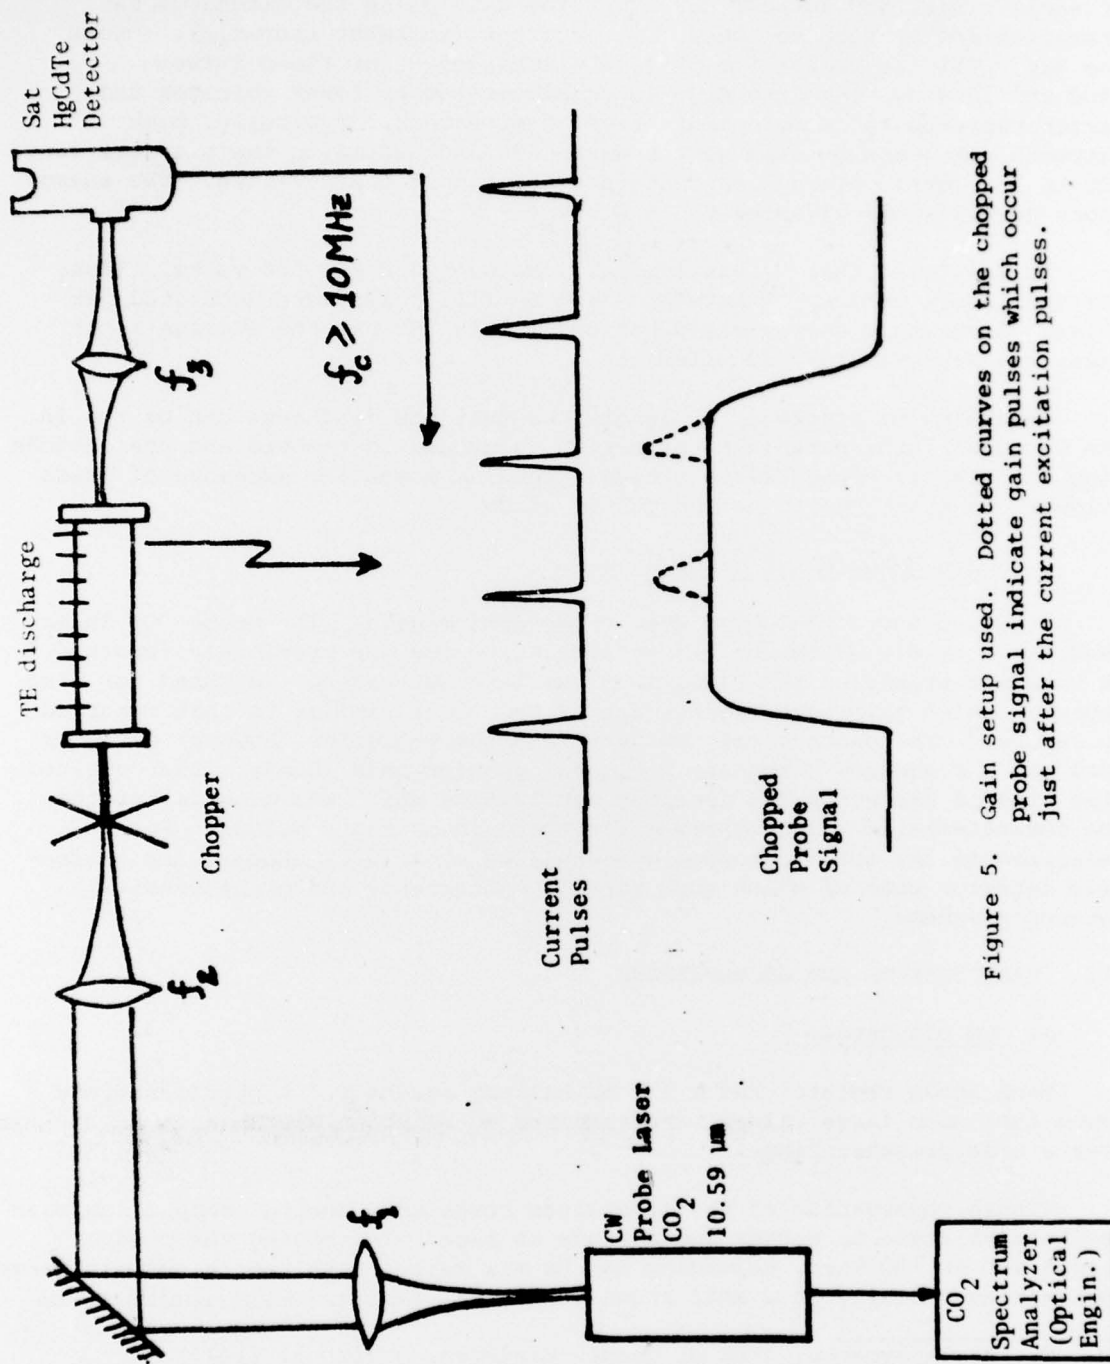 Sat
HgCdTe
Detector
TE discharge
f3
fc ≥ 10 MHz
Chopper
f2
f1
CW
Probe Laser
CO2
10.59 µm
CO2
Spectrum
Analyzer
(Optical
Engin.)
Current
Pulses
Chopped
Probe
Signal
Figure 5. Gain setup used. Dotted curves on the chopped
probe signal indicate gain pulses which occur
just after the current excitation pulses.